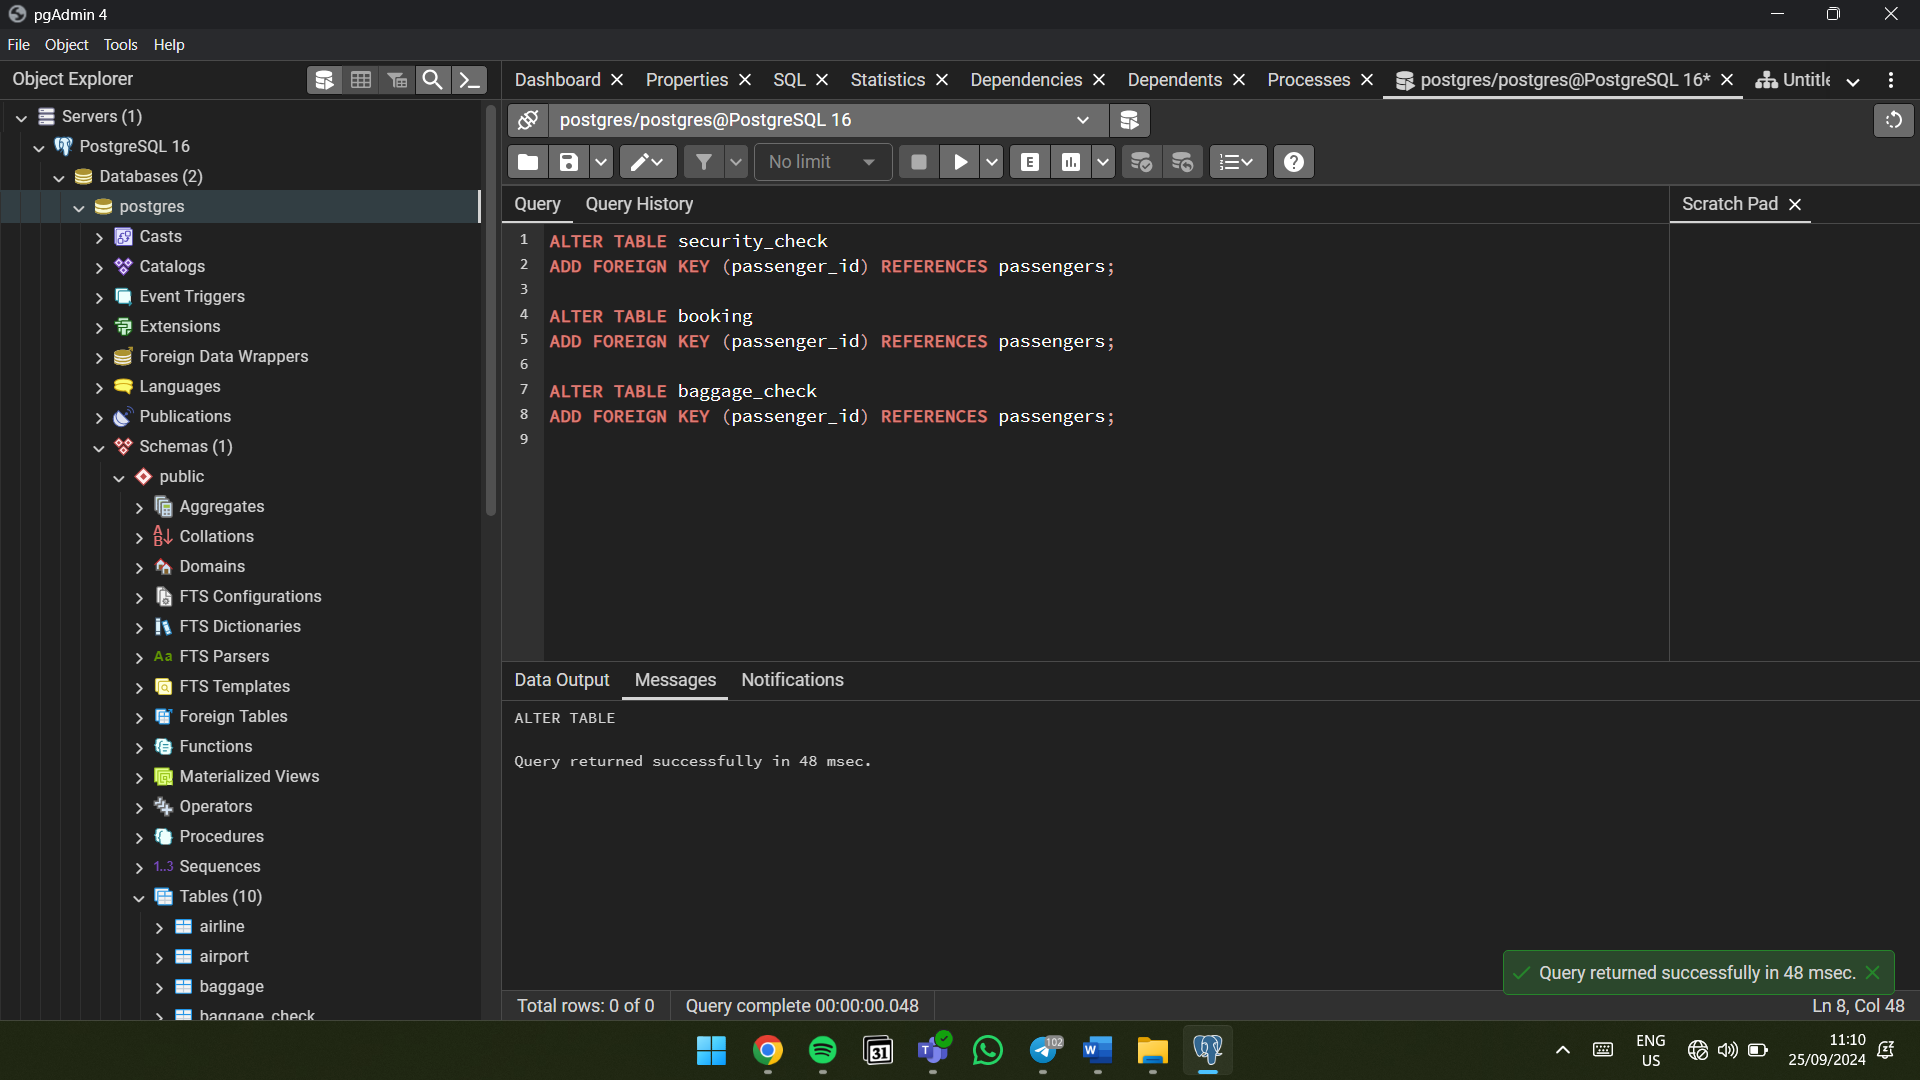 pgAdmin 4
File Object Tools Help
Object Explorer
Dashboard Properties SQL Statistics Dependencies Dependents Processes postgres/postgres@PostgreSQL 16* Untitle
postgres/postgres@PostgreSQL 16
No limit
E
Query Query History
Scratch Pad
1 ALTER TABLE security_check
2 ADD FOREIGN KEY (passenger_id) REFERENCES passengers;
3
4 ALTER TABLE booking
5 ADD FOREIGN KEY (passenger_id) REFERENCES passengers;
6
7 ALTER TABLE baggage_check
8 ADD FOREIGN KEY (passenger_id) REFERENCES passengers;
9
Servers (1)
PostgreSQL 16
Databases (2)
postgres
Casts
Catalogs
Event Triggers
Extensions
Foreign Data Wrappers
Languages
Publications
Schemas (1)
public
Aggregates
Collations
Domains
FTS Configurations
FTS Dictionaries
Aa FTS Parsers
FTS Templates
Foreign Tables
Functions
Materialized Views
Operators
Procedures
1..3 Sequences
Tables (10)
airline
airport
baggage
baggage_check
Data Output Messages Notifications
ALTER TABLE
Query returned successfully in 48 msec.
Query returned successfully in 48 msec.
Total rows: 0 of 0 Query complete 00:00:00.048
Ln 8, Col 48
31
102
W
ENG
US
11:10
25/09/2024